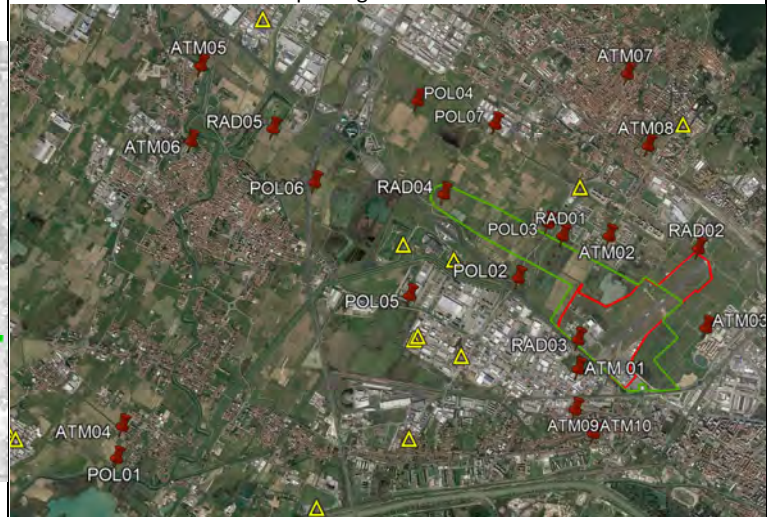 ATM05
ATM07
POL04
RAD05
POL07
ATM06
ATM08
POL06
RAD04
RAD01
POL03
RAD02
ATM02
POL02
POL05
ATM03
RAD03
ATM 01
ATM04
ATM09
ATM10
POL01